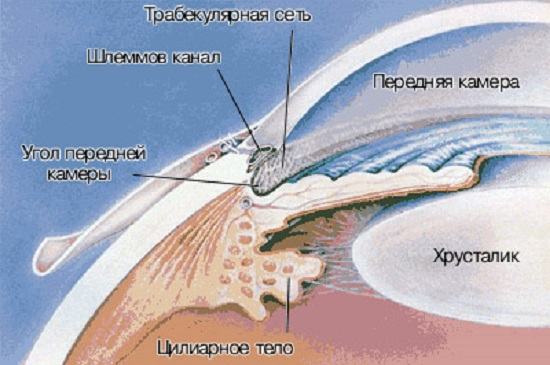 Трабекулярная сеть
Шлеммов канал
Передняя камера
Угол передней
камеры
Хрусталик
Цилиарное тело